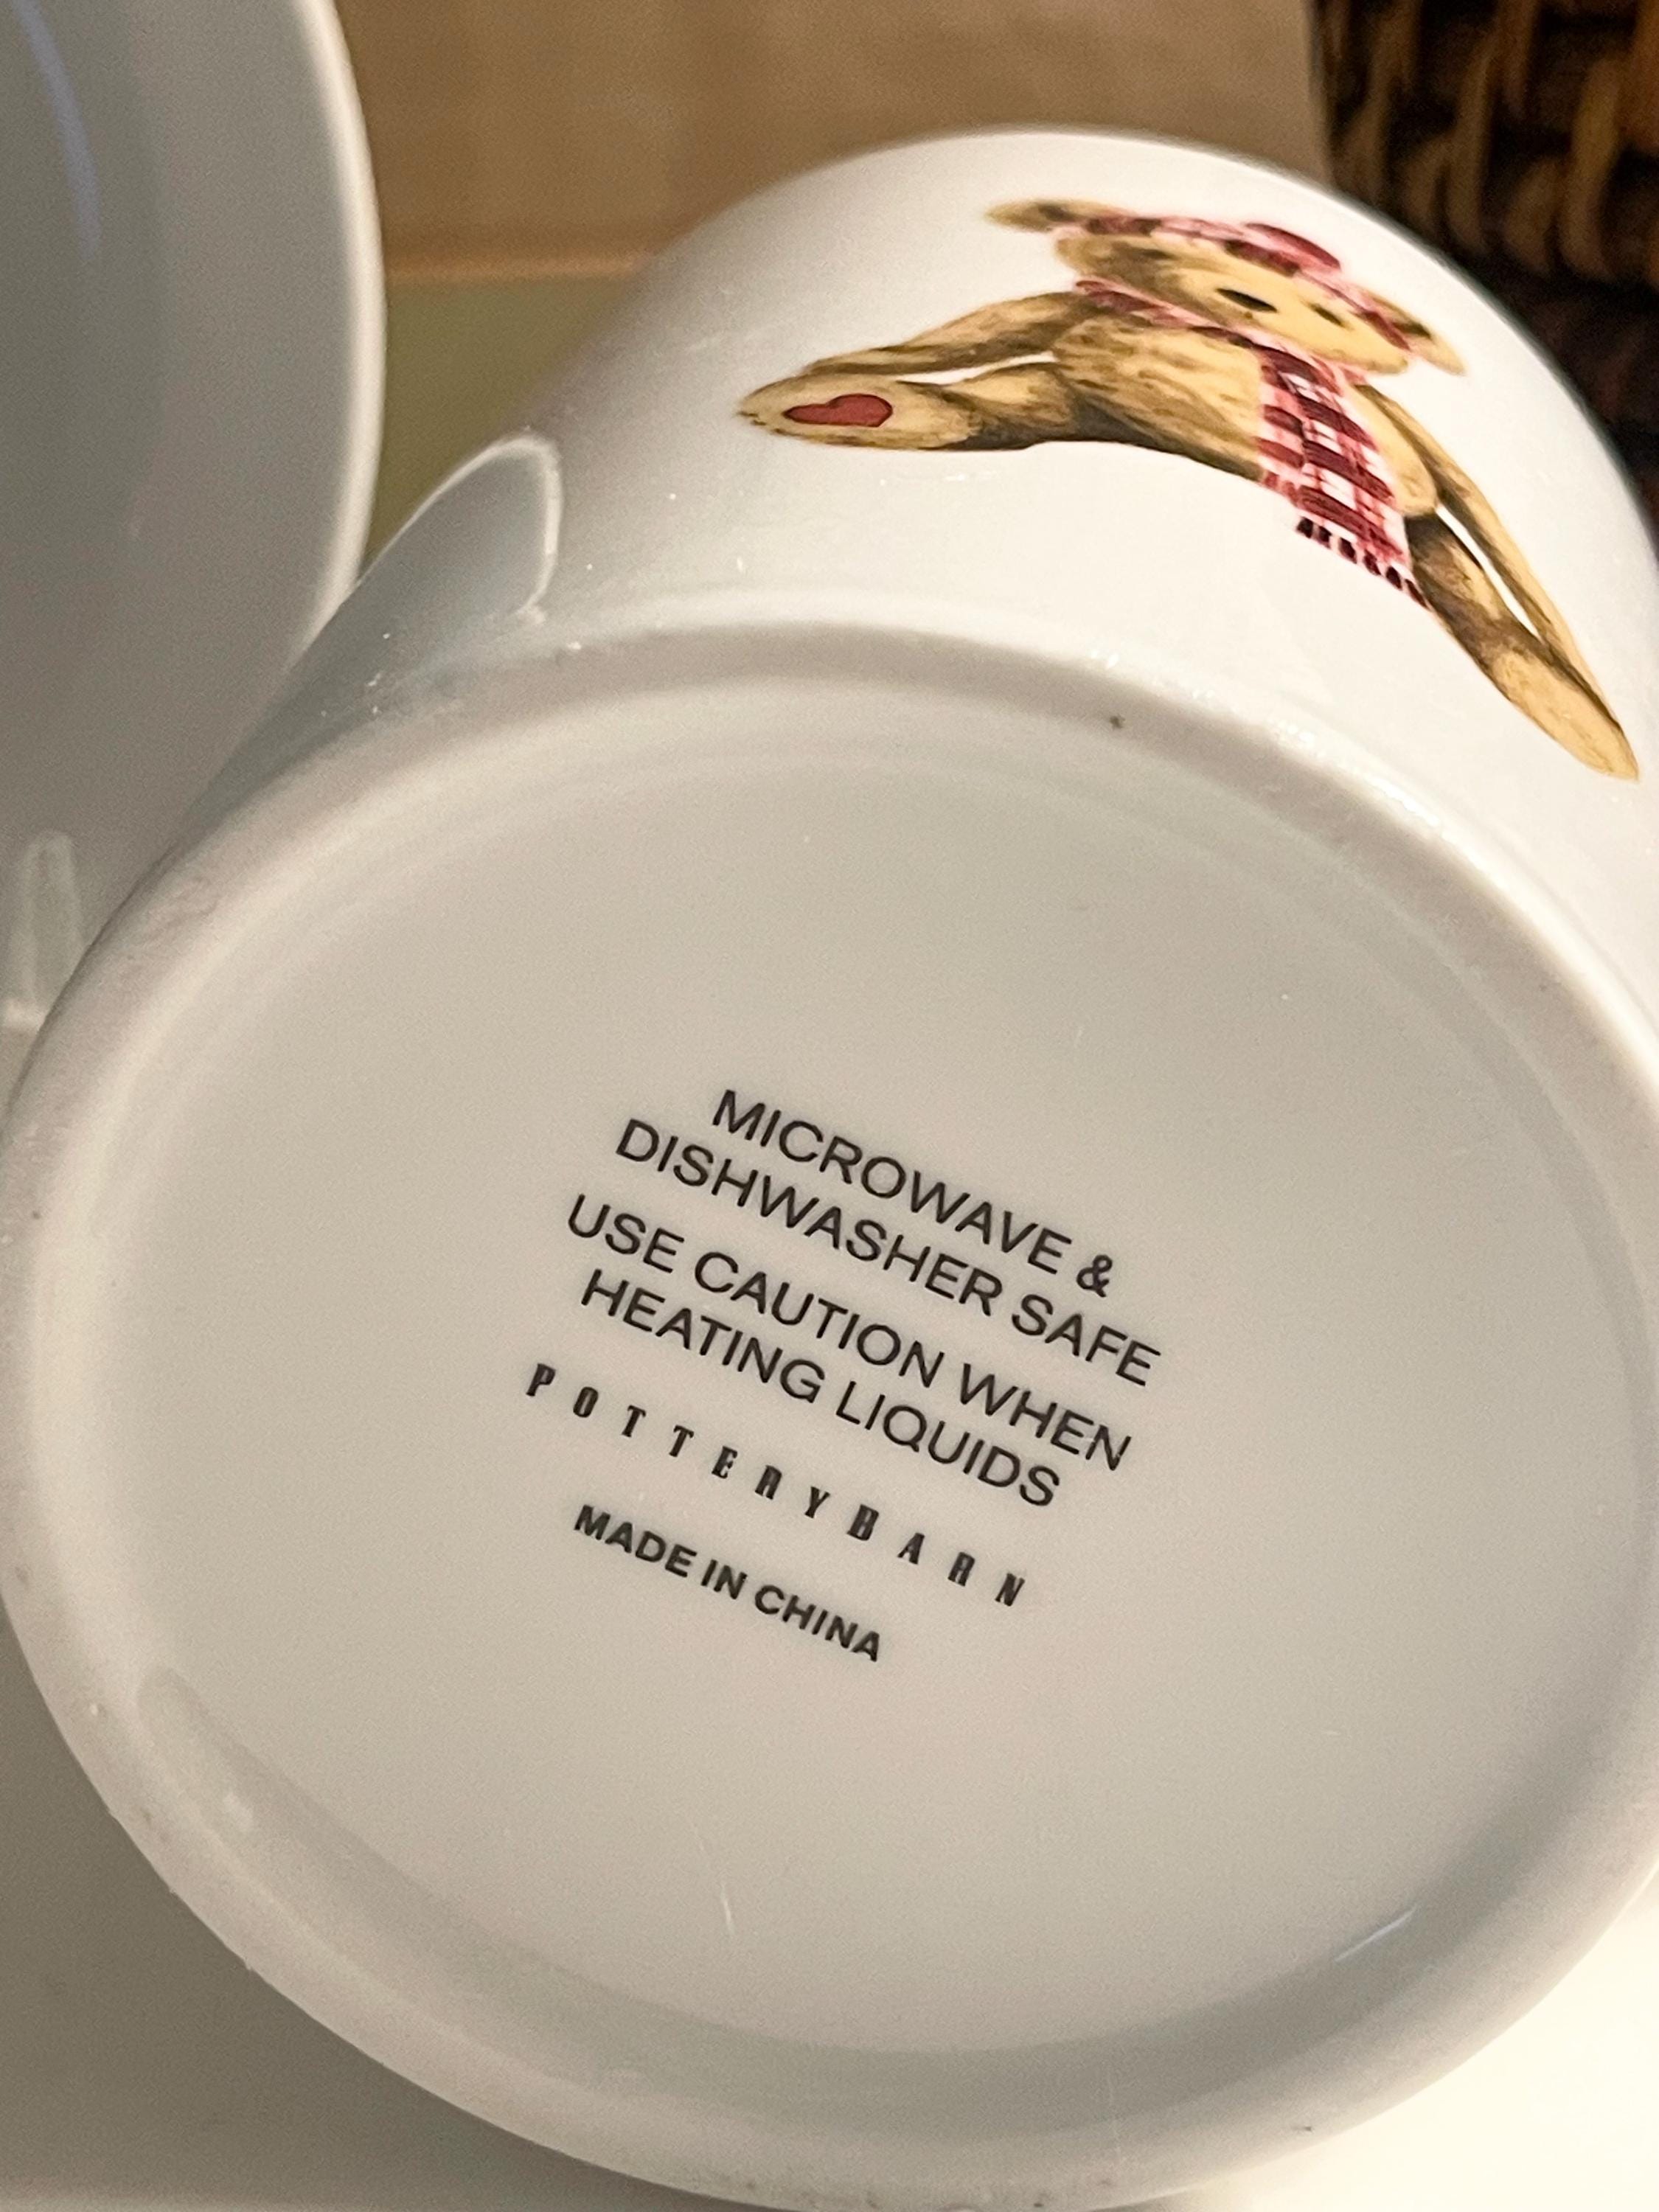 MICROWAVE &
DISHWASHER SAFE
USE CAUTION WHEN
HEATING LIQUIDS
POTTERYBARN
MADE IN CHINA